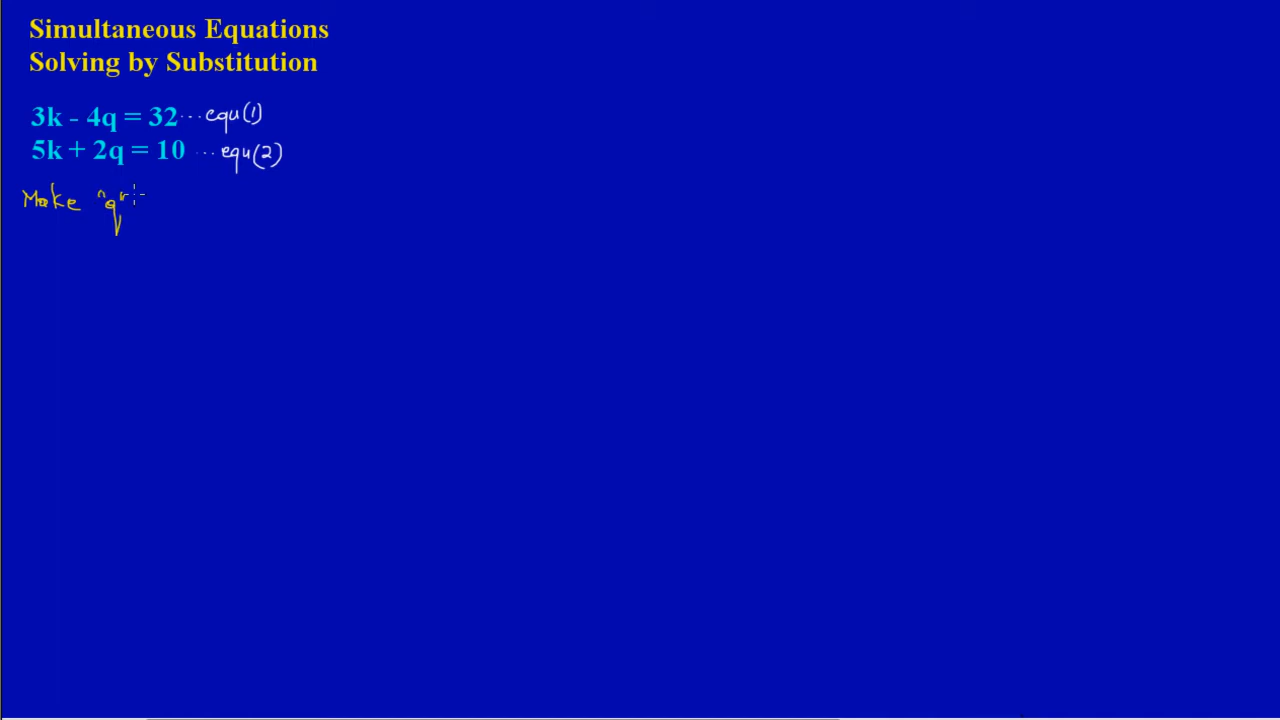 Simultaneous Equations
Solving by Substitution
3k - 4q = 32 ... equ(1)
5k + 2q = 10 ... equ(2)
Make "q"